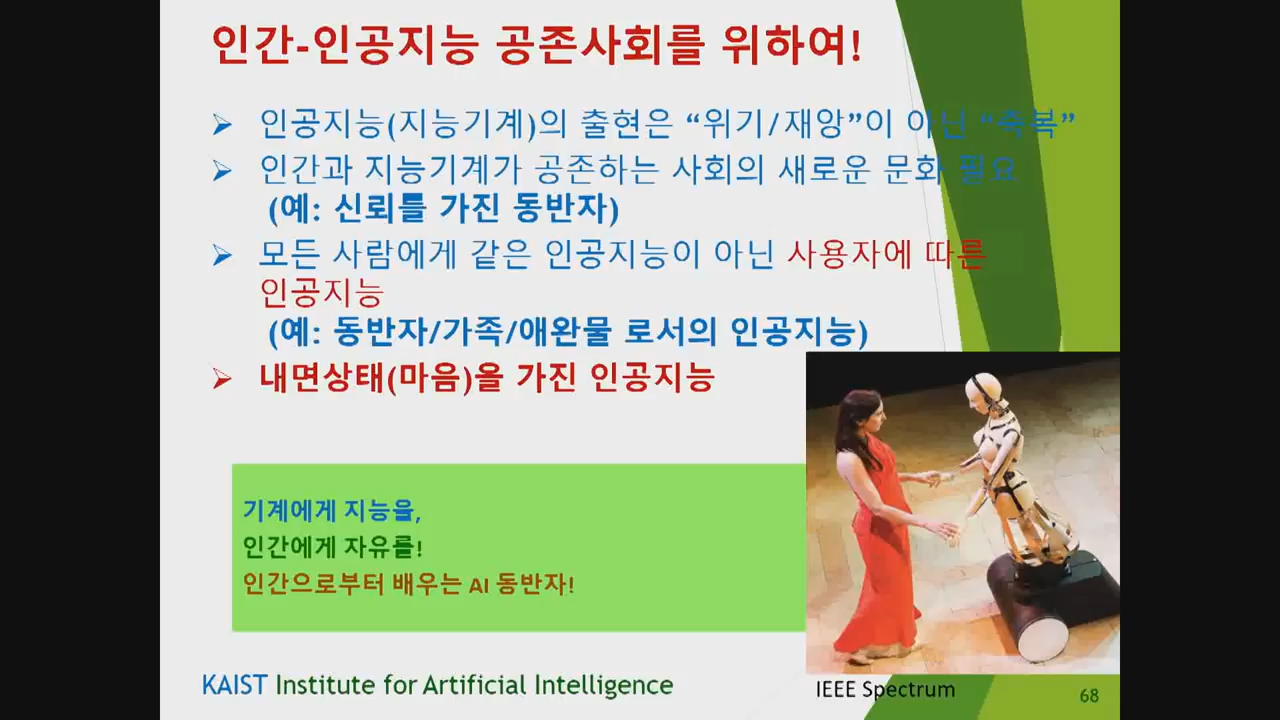 인간-인공지능 공존사회를 위하여!
➢ 인공지능(지능기계)의 출현은 “위기/재앙”이 아닌 “축복”
➢ 인간과 지능기계가 공존하는 사회의 새로운 문화 필요
(예: 신뢰를 가진 동반자)
➢ 모든 사람에게 같은 인공지능이 아닌 사용자에 따른
인공지능
(예: 동반자/가족/애완물 로서의 인공지능)
➢ 내면상태(마음)을 가진 인공지능
기계에게 지능을,
인간에게 자유를!
인간으로부터 배우는 AI 동반자!
KAIST Institute for Artificial Intelligence
IEEE Spectrum
68